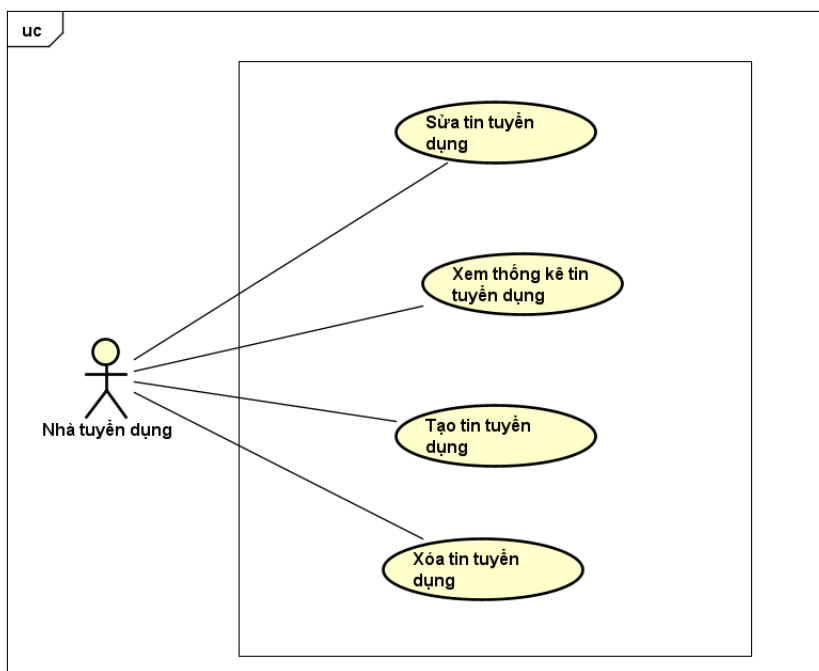 uc
Sửa tin tuyển
dụng
Xem thống kê tin
tuyển dụng
Nhà tuyển dụng
Tạo tin tuyển
dụng
Xóa tin tuyển
dụng